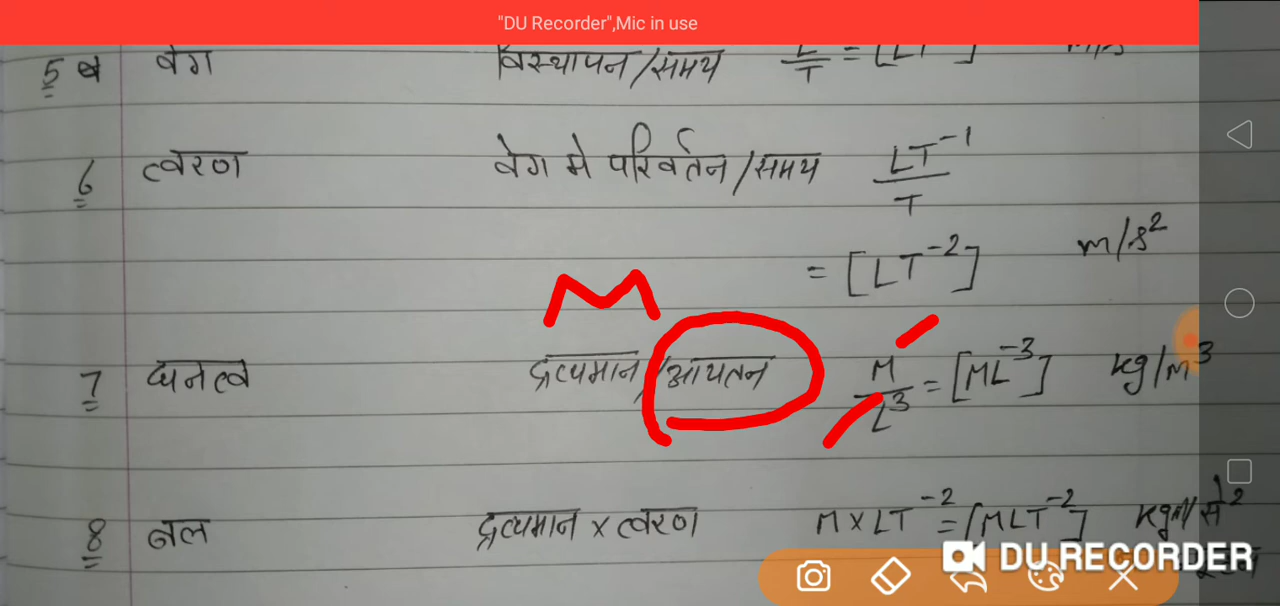 "DU Recorder",Mic in use
5 वेग विस्थापन/समय L/T = [LT
6 त्वरण वेग मे परिवर्तन/समय LT⁻¹/T
= [LT⁻²] m/s²
M
7 घनत्व द्रव्यमान/आयतन M/L³ = [ML⁻³] kg/m³
8 बल द्रव्यमान x त्वरण M x LT⁻² = [MLT⁻²] kgm/से²
DU RECORDER